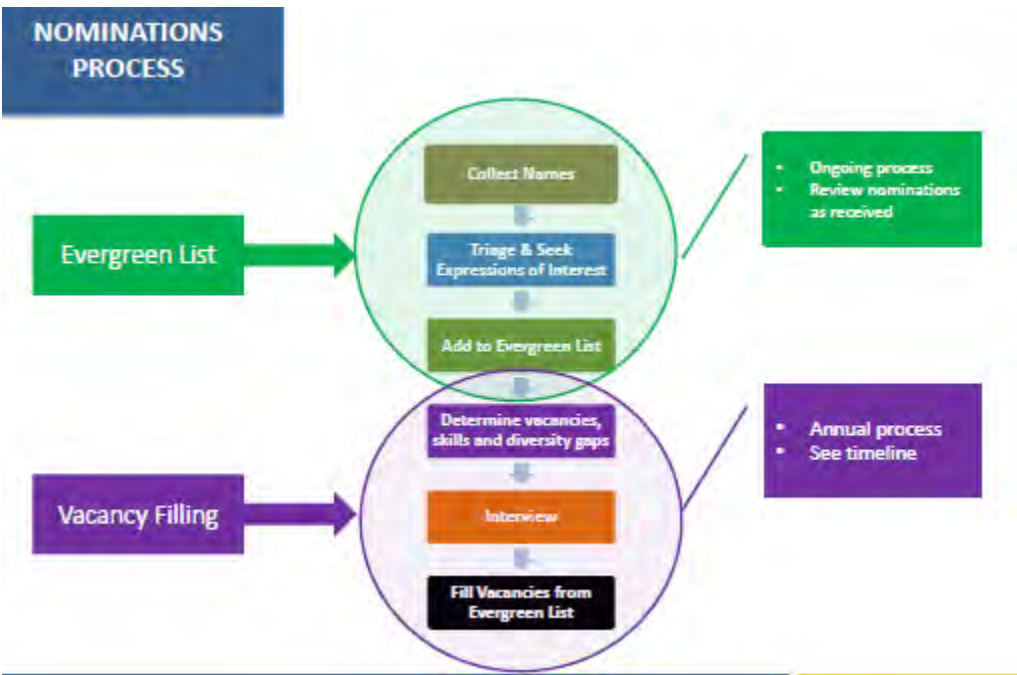 NOMINATIONS
PROCESS
Collect Names
• Ongoing process
• Review nominations
as received
Evergreen List
Triage & Seek
Expressions of Interest
Add to Evergreen List
Determine vacancies,
skills and diversity gaps
• Annual process
• See timeline
Vacancy Filling
Interview
Fill Vacancies from
Evergreen List